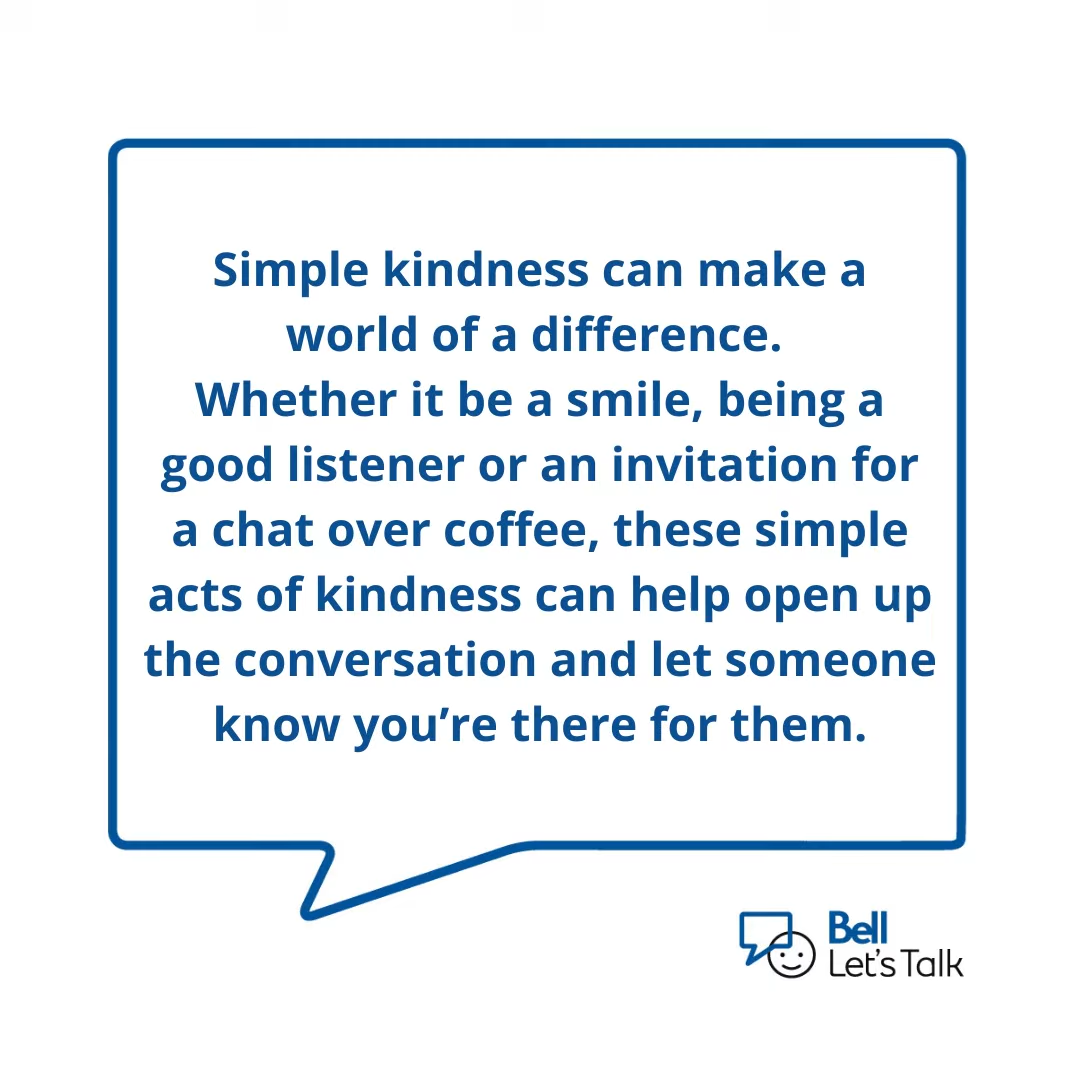 Simple kindness can make a
world of a difference.
Whether it be a smile, being a
good listener or an invitation for
a chat over coffee, these simple
acts of kindness can help open up
the conversation and let someone
know you’re there for them.
Bell
Let's Talk